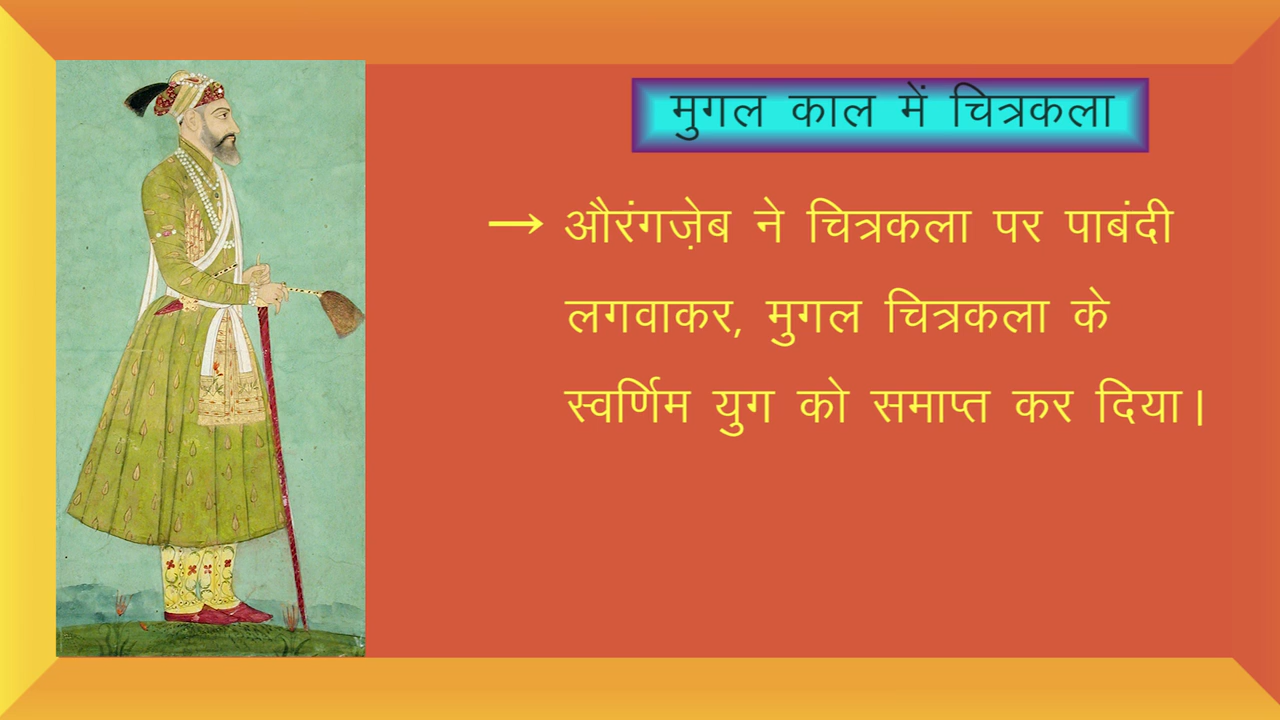 मुगल काल में चित्रकला
→ औरंगज़ेब ने चित्रकला पर पाबंदी
लगवाकर, मुगल चित्रकला के
स्वर्णिम युग को समाप्त कर दिया।